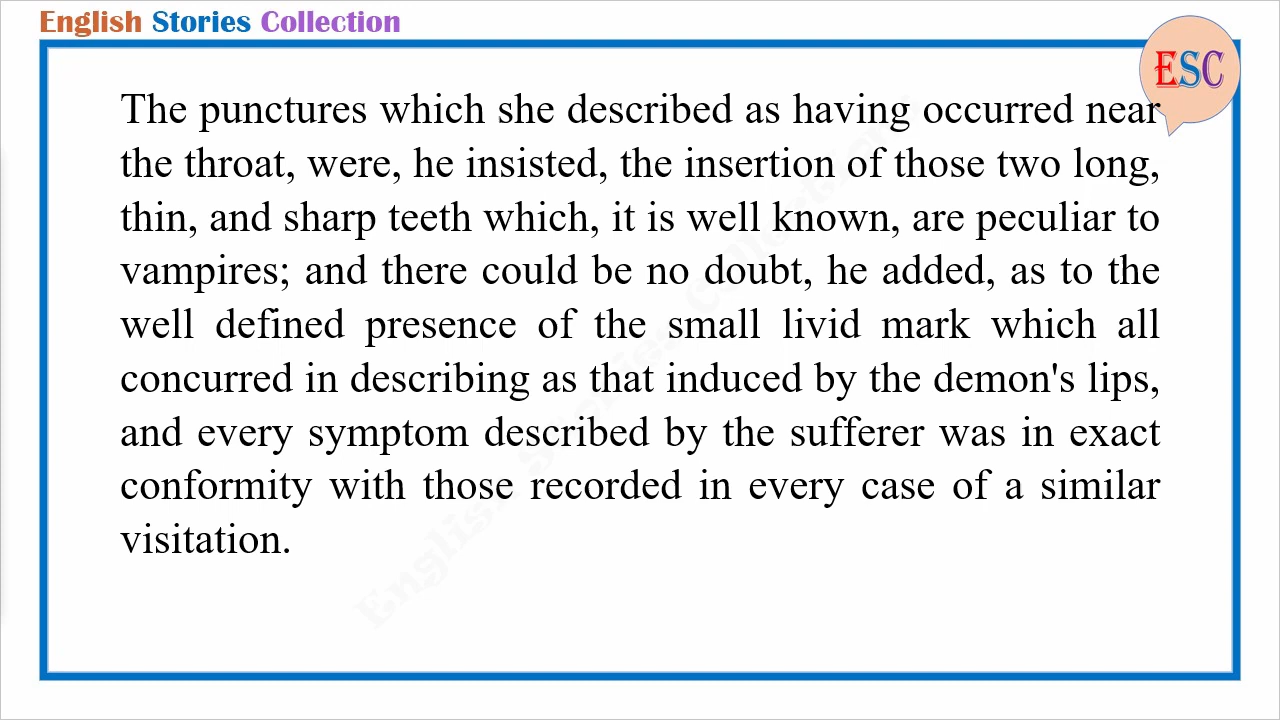 English Stories Collection
ESC
The punctures which she described as having occurred near
the throat, were, he insisted, the insertion of those two long,
thin, and sharp teeth which, it is well known, are peculiar to
vampires; and there could be no doubt, he added, as to the
well defined presence of the small livid mark which all
concurred in describing as that induced by the demon's lips,
and every symptom described by the sufferer was in exact
conformity with those recorded in every case of a similar
visitation.
English Stories Collection